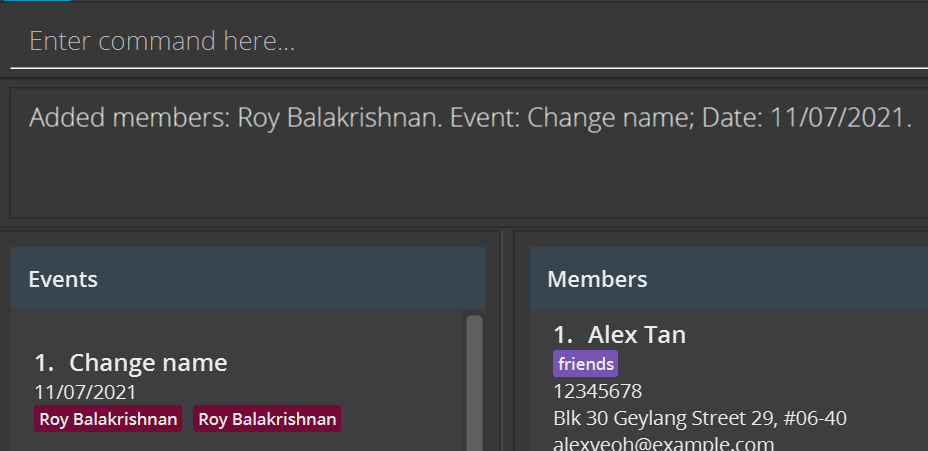 Enter command here...
Added members: Roy Balakrishnan. Event: Change name; Date: 11/07/2021.
Events
1. Change name
11/07/2021
Roy Balakrishnan Roy Balakrishnan
Members
1. Alex Tan
friends
12345678
Blk 30 Geylang Street 29, #06-40
alexyeoh@example.com